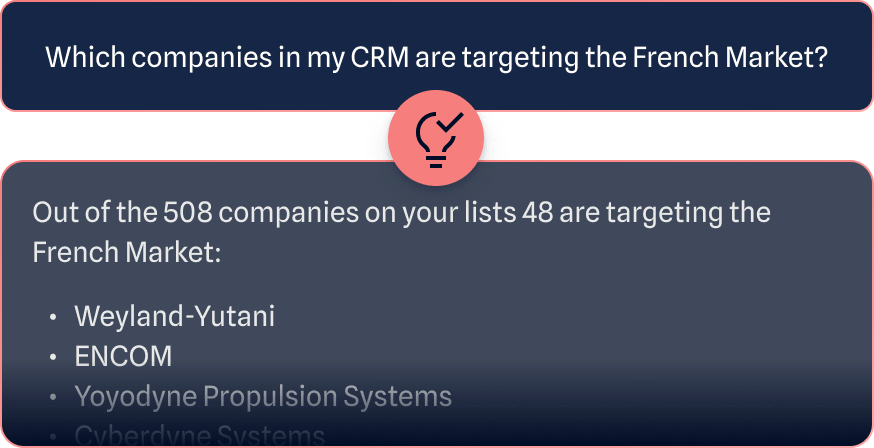 Which companies in my CRM are targeting the French Market?
Out of the 508 companies on your lists 48 are targeting the
French Market:
• Weyland-Yutani
• ENCOM
• Yoyodyne Propulsion Systems
• Cyberdyne Systems